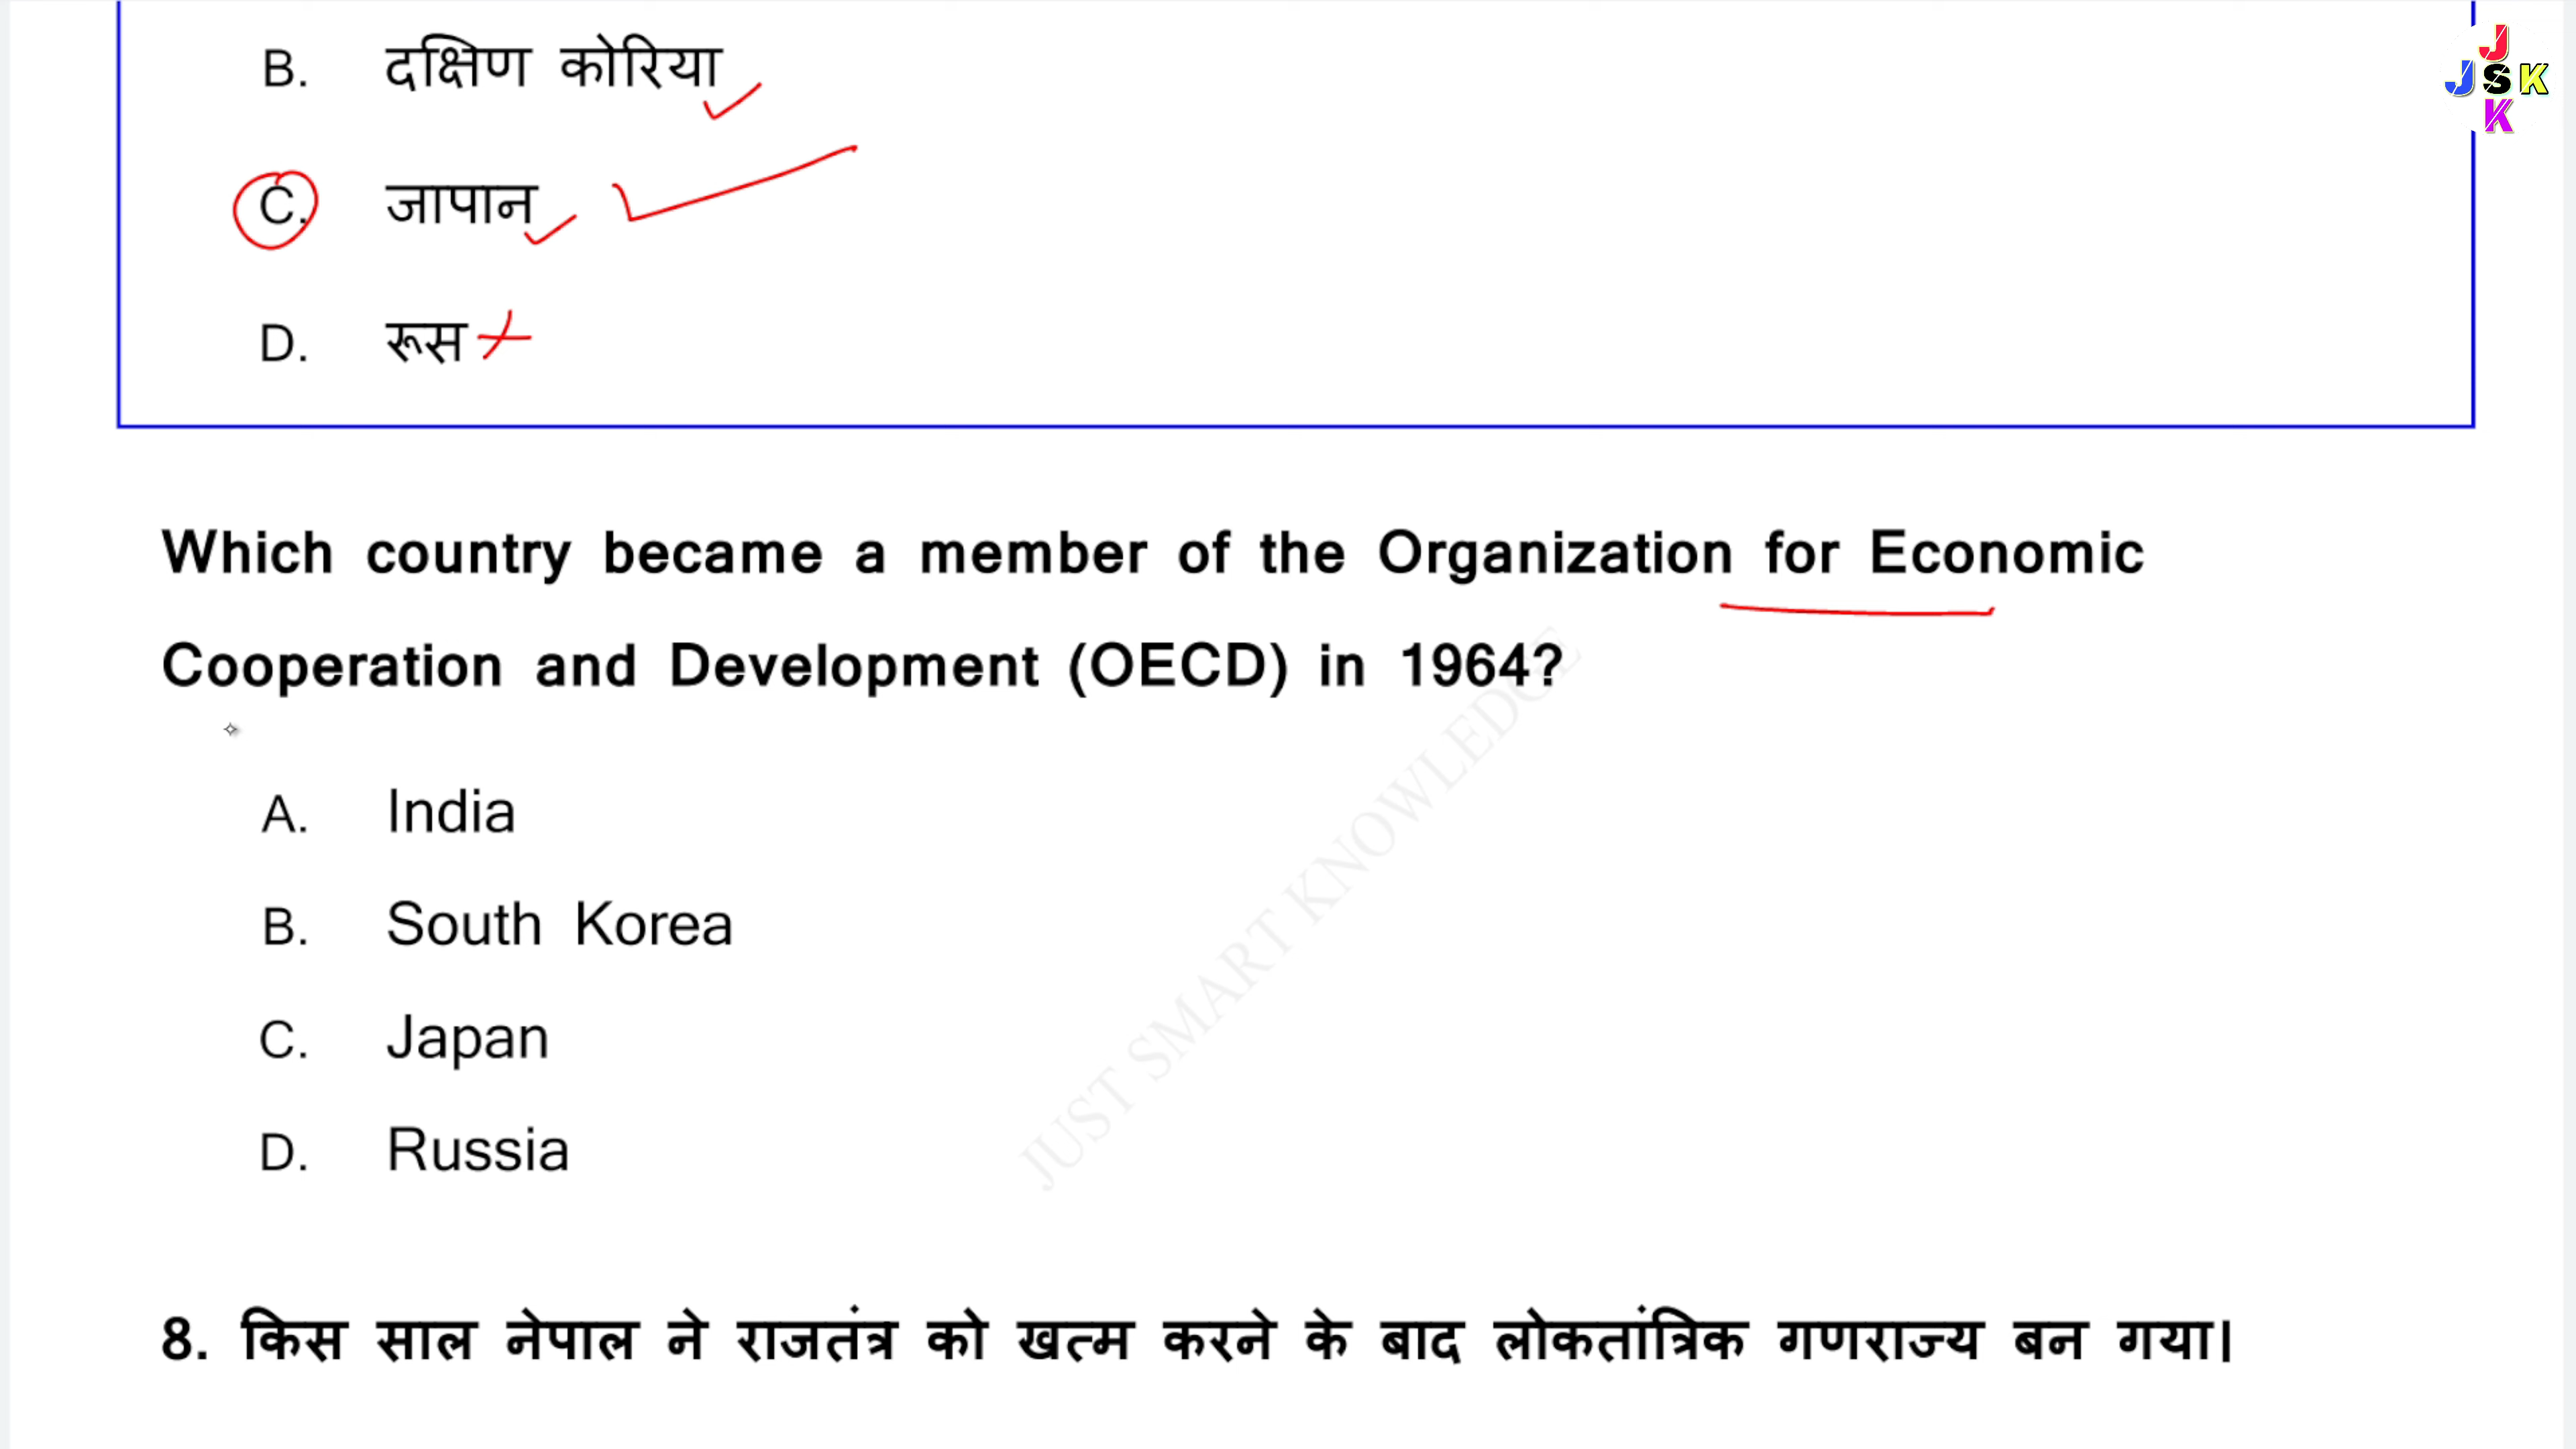 B. दक्षिण कोरिया
C. जापान
D. रूस
Which country became a member of the Organization for Economic
Cooperation and Development (OECD) in 1964?
A. India
B. South Korea
C. Japan
D. Russia
8. किस साल नेपाल ने राजतंत्र को खत्म करने के बाद लोकतांत्रिक गणराज्य बन गया।
J
JSK
K
JUST SMART KNOWLEDGE